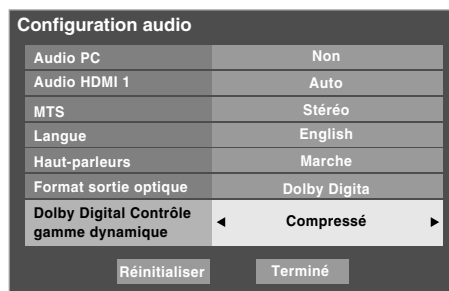 Configuration audio
Audio PC Non
Audio HDMI 1 Auto
MTS Stéréo
Langue English
Haut-parleurs Marche
Format sortie optique Dolby Digita
Dolby Digital Contrôle
gamme dynamique Compressé
Réinitialiser Terminé